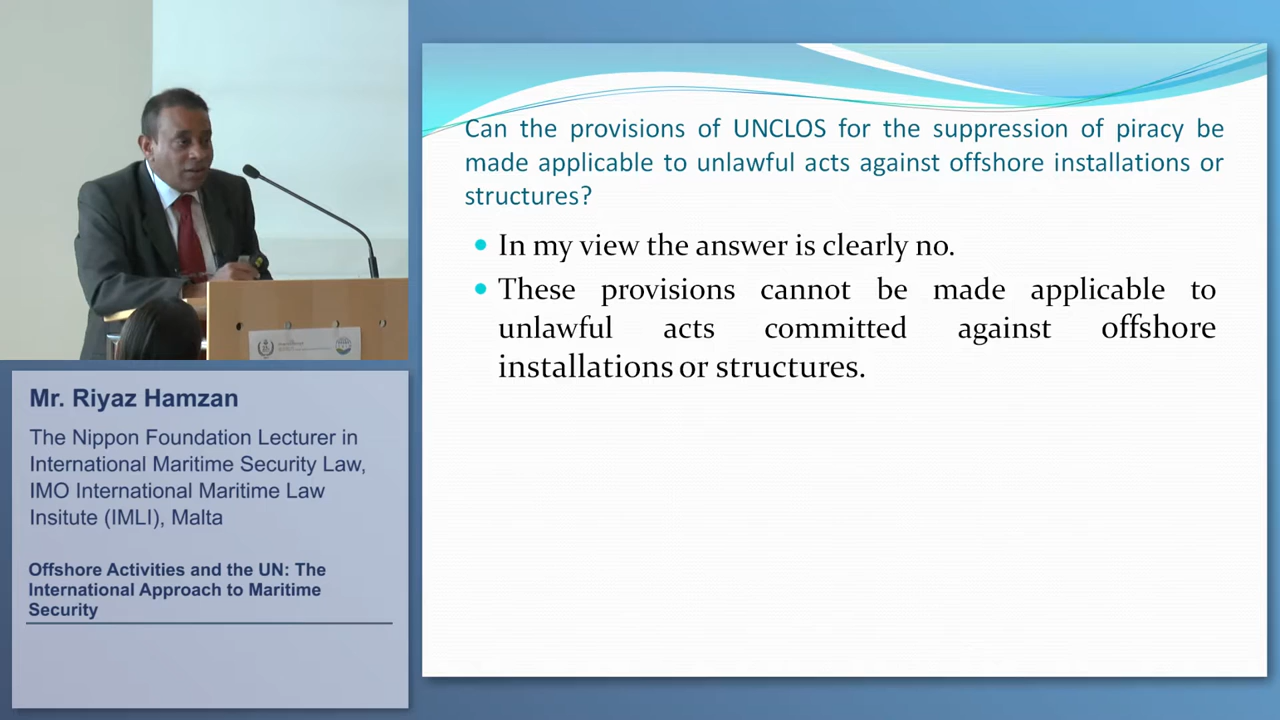 Can the provisions of UNCLOS for the suppression of piracy be
made applicable to unlawful acts against offshore installations or
structures?
• In my view the answer is clearly no.
• These provisions cannot be made applicable to
unlawful acts committed against offshore
installations or structures.
Mr. Riyaz Hamzan
The Nippon Foundation Lecturer in
International Maritime Security Law,
IMO International Maritime Law
Insitute (IMLI), Malta
Offshore Activities and the UN: The
International Approach to Maritime
Security